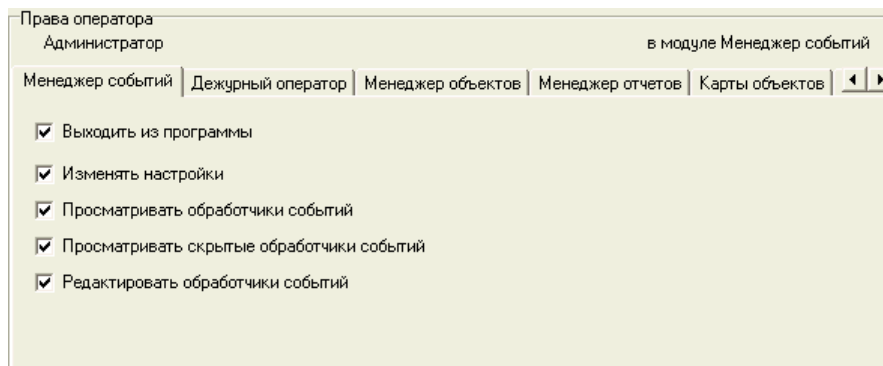 Права оператора
Администратор в модуле Менеджер событий
Менеджер событий Дежурный оператор Менеджер объектов Менеджер отчетов Карты объектов
Выходить из программы
Изменять настройки
Просматривать обработчики событий
Просматривать скрытые обработчики событий
Редактировать обработчики событий